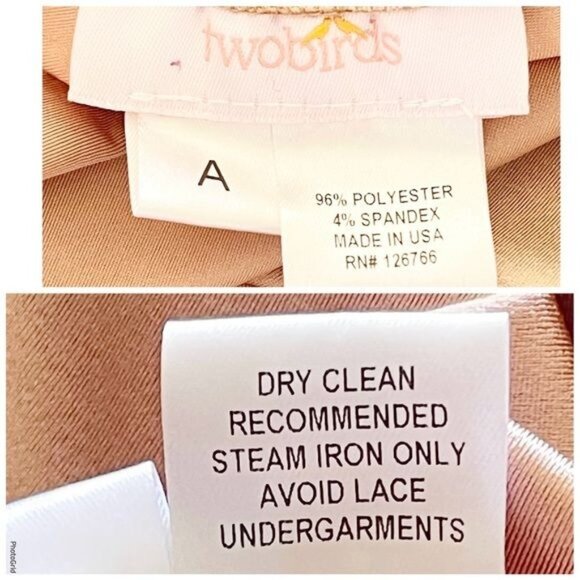 twobirds
A
96% POLYESTER
4% SPANDEX
MADE IN USA
RN# 126766
DRY CLEAN
RECOMMENDED
STEAM IRON ONLY
AVOID LACE
UNDERGARMENTS
PhotoGrid